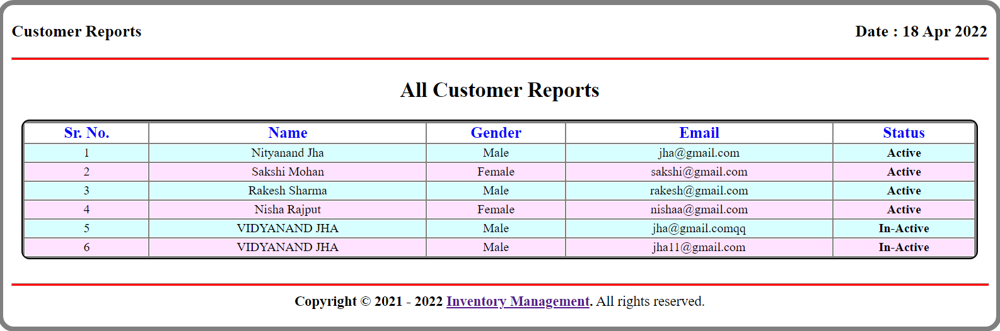 Customer Reports Date : 18 Apr 2022
All Customer Reports
Sr. No. Name Gender Email Status
1 Nityanand Jha Male jha@gmail.com Active
2 Sakshi Mohan Female sakshi@gmail.com Active
3 Rakesh Sharma Male rakesh@gmail.com Active
4 Nisha Rajput Female nishaa@gmail.com Active
5 VIDYANAND JHA Male jha@gmail.comqq In-Active
6 VIDYANAND JHA Male jha11@gmail.com In-Active
Copyright © 2021 - 2022 Inventory Management. All rights reserved.